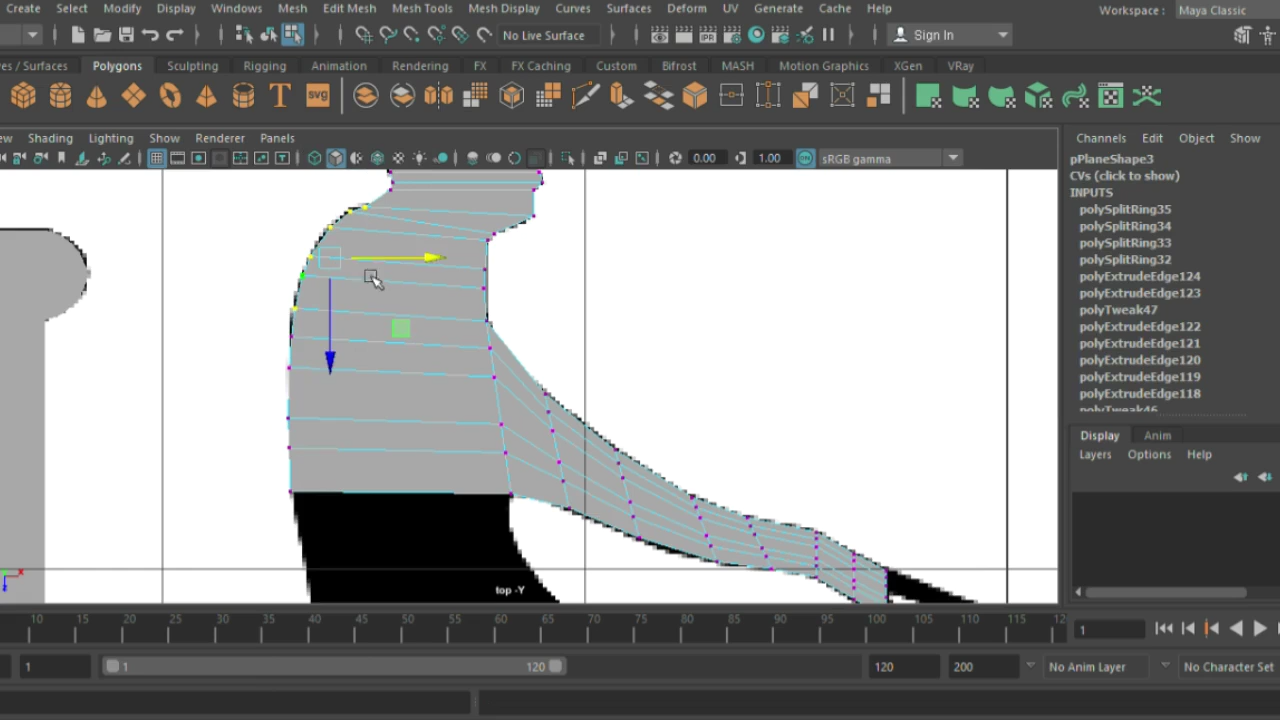 Create Select Modify Display Windows Mesh Edit Mesh Mesh Tools Mesh Display Curves Surfaces Deform UV Generate Cache Help Workspace : Maya Classic
No Live Surface Sign In
es / Surfaces Polygons Sculpting Rigging Animation Rendering FX FX Caching Custom Bifrost MASH Motion Graphics XGen VRay
T svg
ew Shading Lighting Show Renderer Panels Channels Edit Object Show
0.00 1.00 ON sRGB gamma pPlaneShape3
CVs (click to show)
INPUTS
polySplitRing35
polySplitRing34
polySplitRing33
polySplitRing32
polyExtrudeEdge124
polyExtrudeEdge123
polyTweak47
polyExtrudeEdge122
polyExtrudeEdge121
polyExtrudeEdge120
polyExtrudeEdge119
polyExtrudeEdge118
polyTweak46
Display Anim
Layers Options Help
x
top -Y
10 15 20 25 30 35 40 45 50 55 60 65 70 75 80 85 90 95 100 105 110 115 12
1
1 1 120 120 200 No Anim Layer No Character Set